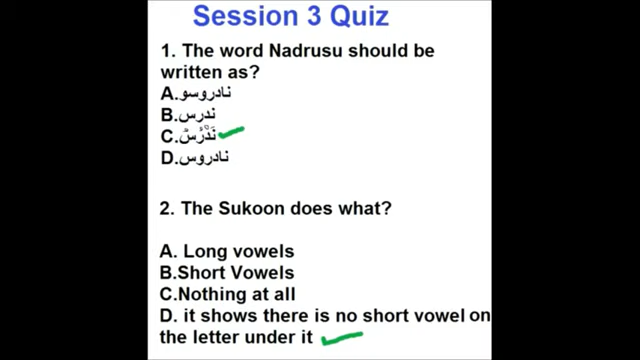 Session 3 Quiz
1. The word Nadrusu should be
written as?
A.نادروسو
B.ندرس
C.نَدْرُسُ
D.نادروس
2. The Sukoon does what?
A. Long vowels
B.Short Vowels
C.Nothing at all
D. it shows there is no short vowel on
the letter under it